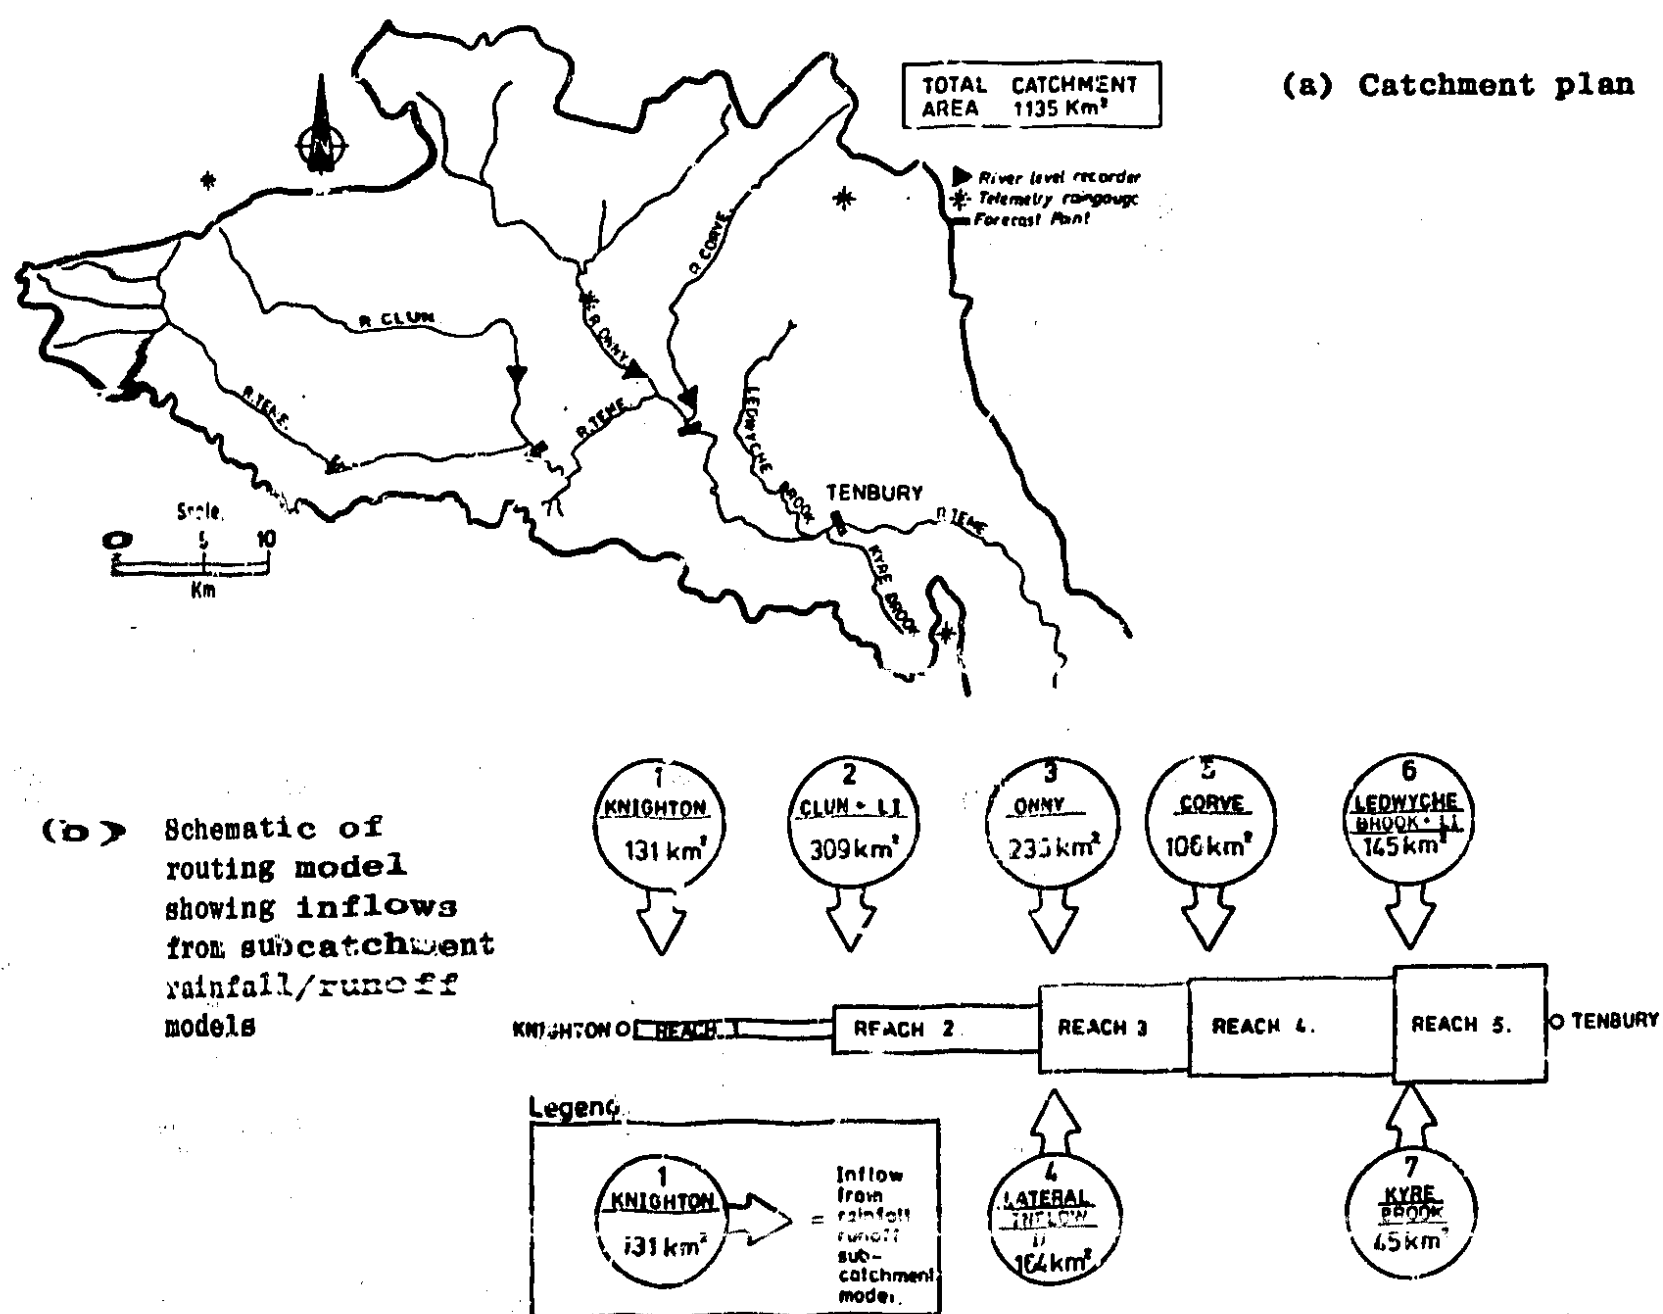 (a) Catchment plan
TOTAL CATCHMENT
AREA 1135 Km²
River level recorder
Telemetry raingauge
Forecast Point
R CORVE.
R CLUN
R ONNY
R.TEME.
R.TEME.
LEDWYCHE BROOK
TENBURY
R TEME
KYRE BROOK
Scale.
0 5 10
Km
(b) Schematic of
routing model
showing inflows
from subcatchment
rainfall/runoff
models
1
KNIGHTON
131 km²
2
CLUN + LI
309 km²
3
ONNY
km²
5
CORVE
km²
6
LEDWYCHE
BROOK + LI
145 km²
KNIGHTON
REACH 1.
REACH 2.
REACH 3
REACH 4.
REACH 5.
TENBURY
Legend
1
KNIGHTON
131 km²
=
Inflow
from
rainfall
runoff
sub-
catchment
model.
4
LATERAL
INFLOW
164 km²
7
KYRE
BROOK
45 km²